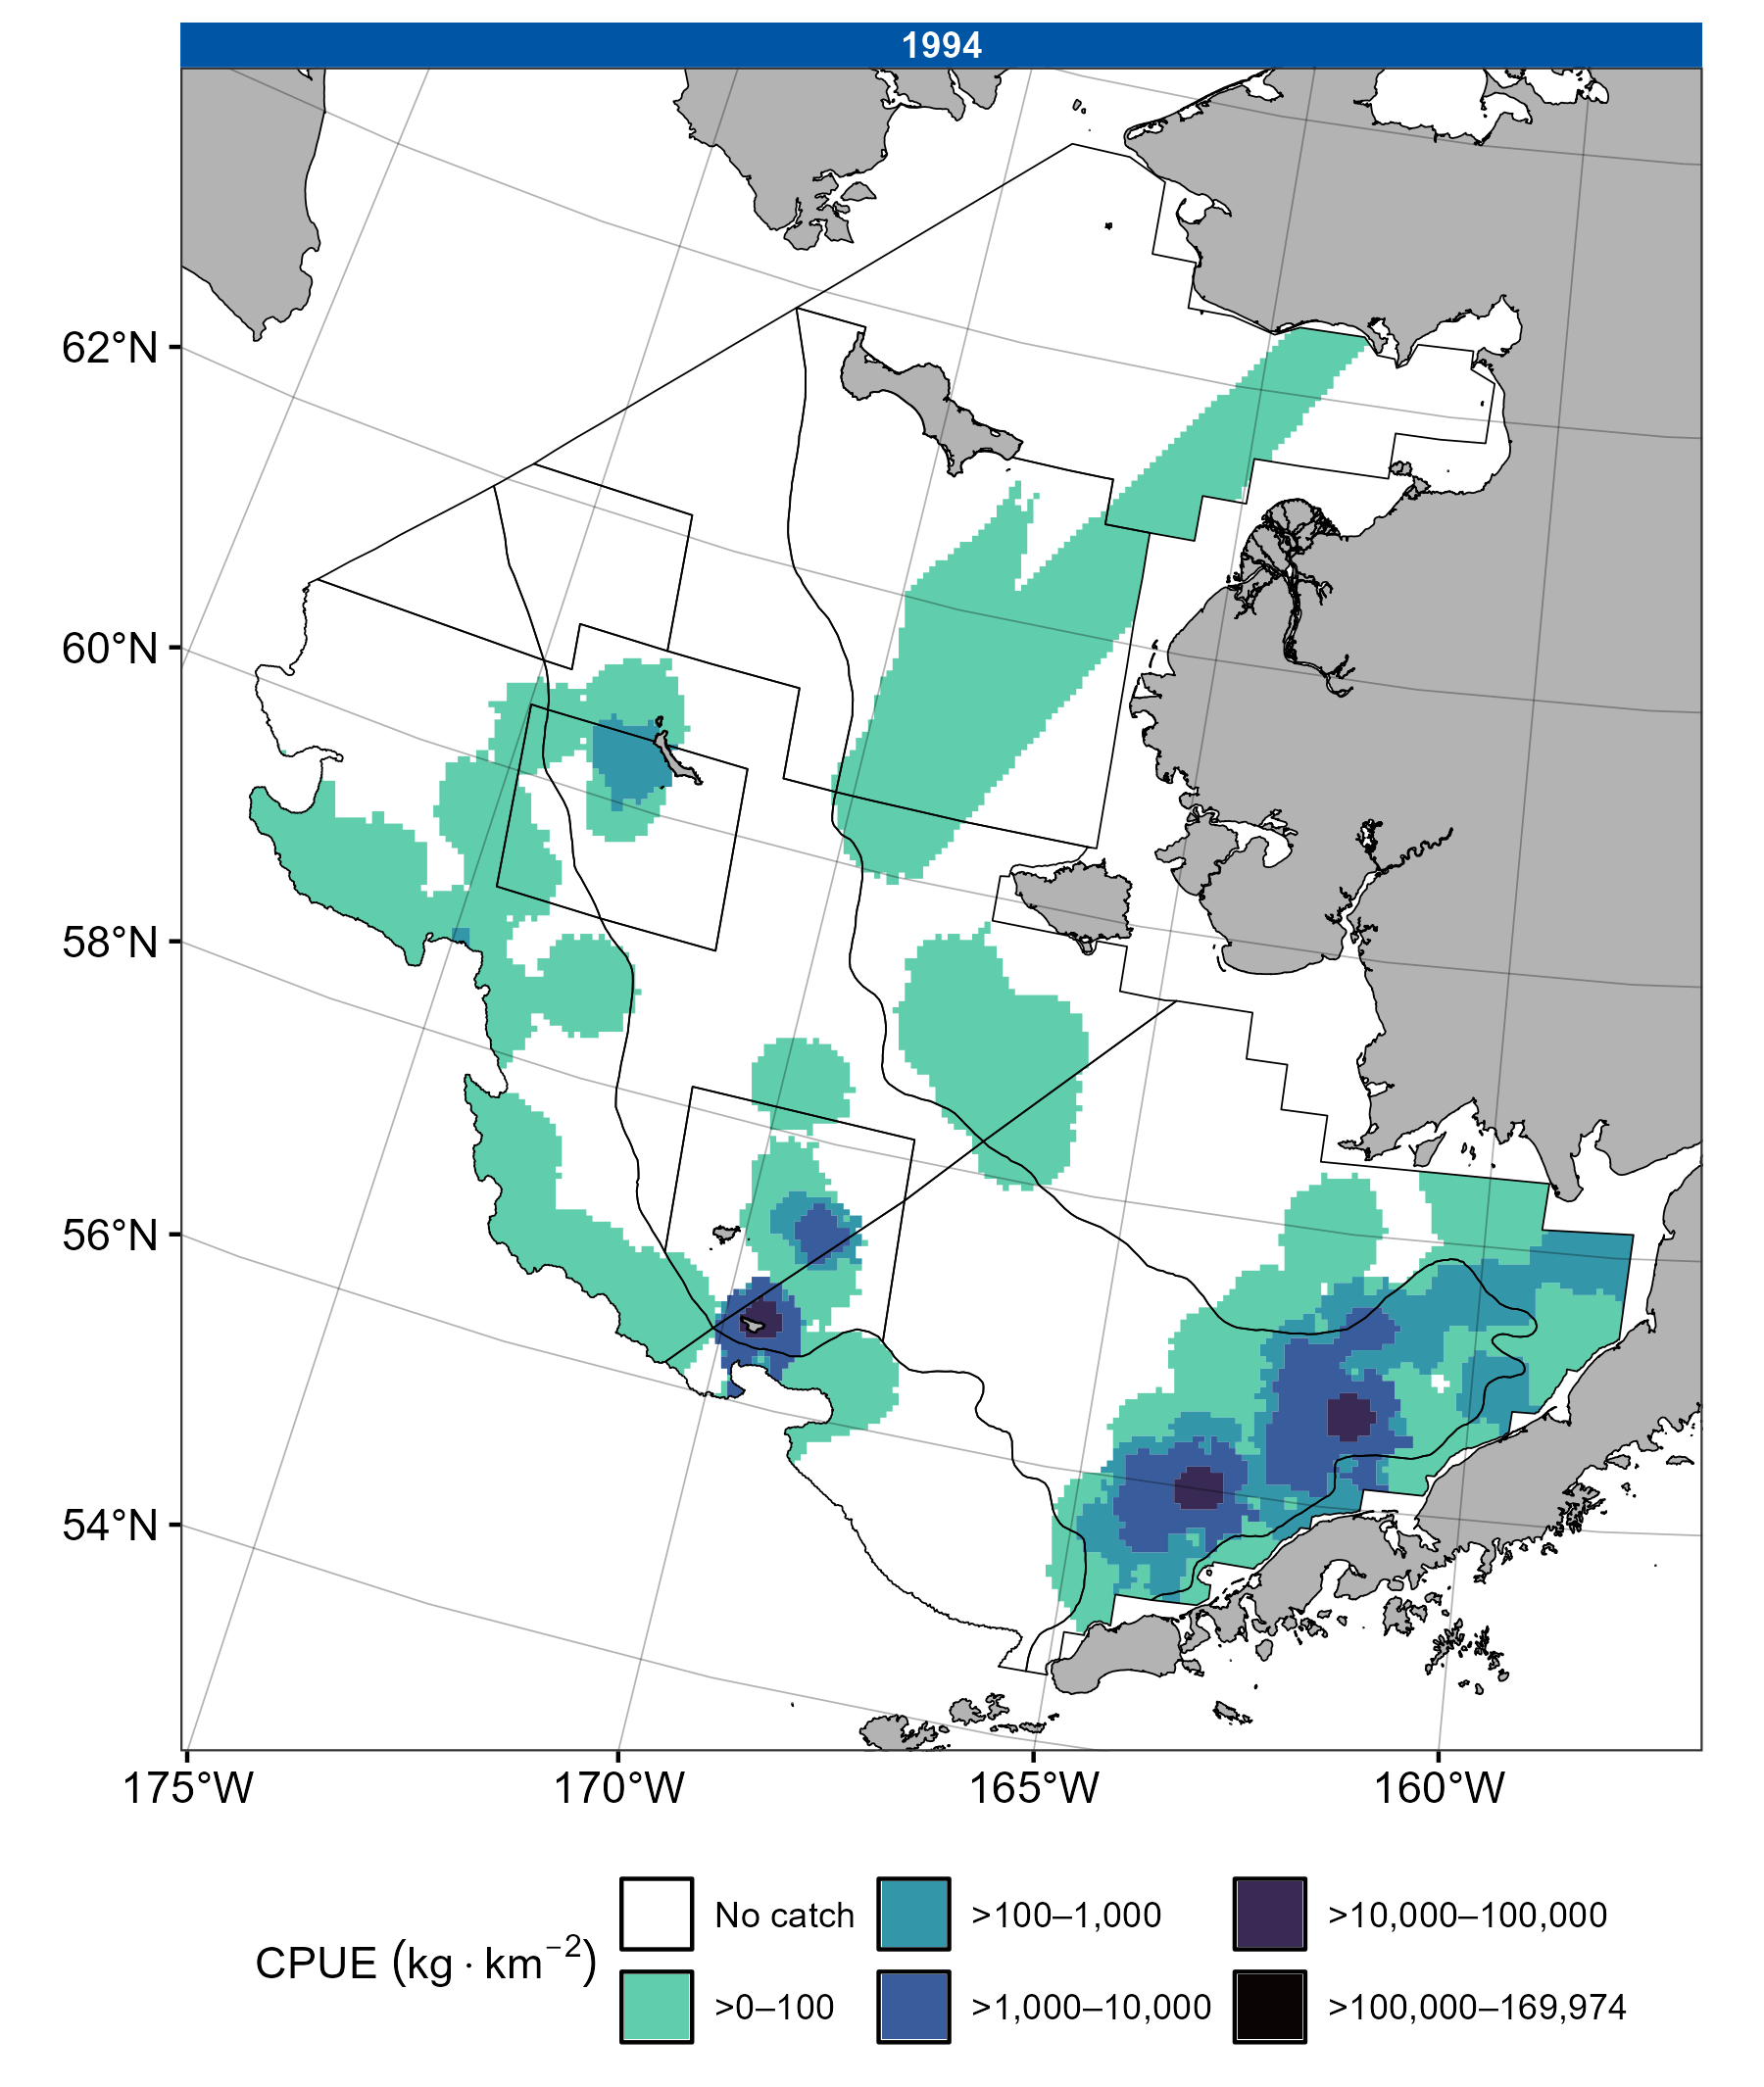 1994
62°N
60°N
58°N
56°N
54°N
175°W 170°W 165°W 160°W
CPUE (kg · km⁻²)
No catch
>0–100
>100–1,000
>1,000–10,000
>10,000–100,000
>100,000–169,974